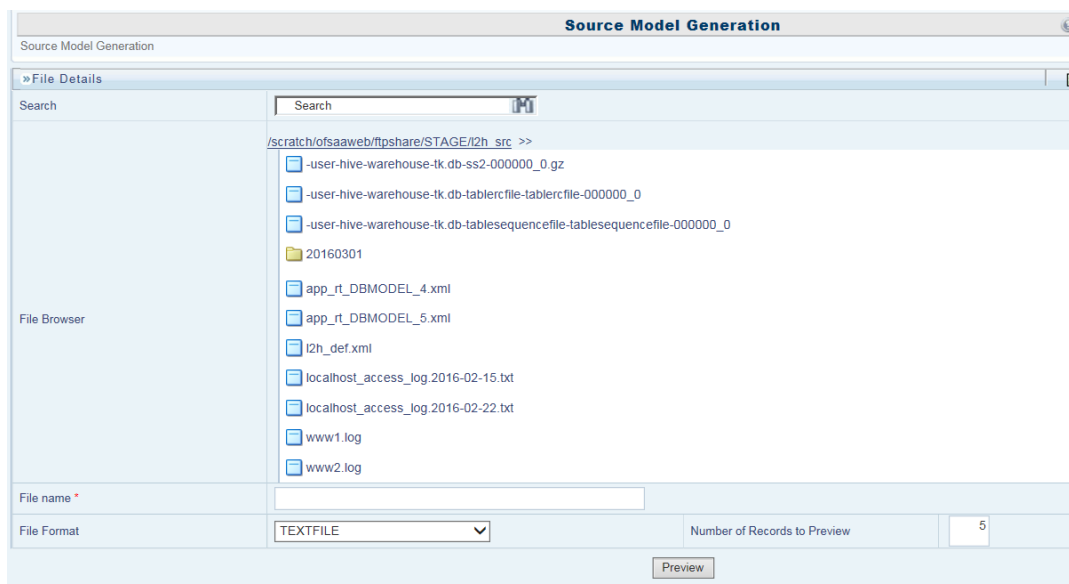 Source Model Generation
Source Model Generation
»File Details
Search
Search
/scratch/ofsaaweb/ftpshare/STAGE/l2h_src >>
-user-hive-warehouse-tk.db-ss2-000000_0.gz
-user-hive-warehouse-tk.db-tablercfile-tablercfile-000000_0
-user-hive-warehouse-tk.db-tablesequencefile-tablesequencefile-000000_0
20160301
app_rt_DBMODEL_4.xml
File Browser
app_rt_DBMODEL_5.xml
l2h_def.xml
localhost_access_log.2016-02-15.txt
localhost_access_log.2016-02-22.txt
www1.log
www2.log
File name *
File Format TEXTFILE Number of Records to Preview 5
Preview